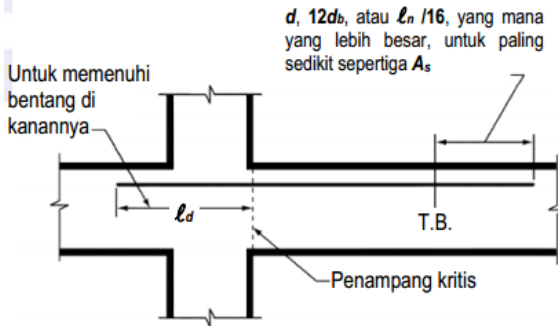 d, 12db, atau ℓn /16, yang mana
yang lebih besar, untuk paling
sedikit sepertiga As
Untuk memenuhi
bentang di
kanannya
ℓd
T.B.
Penampang kritis